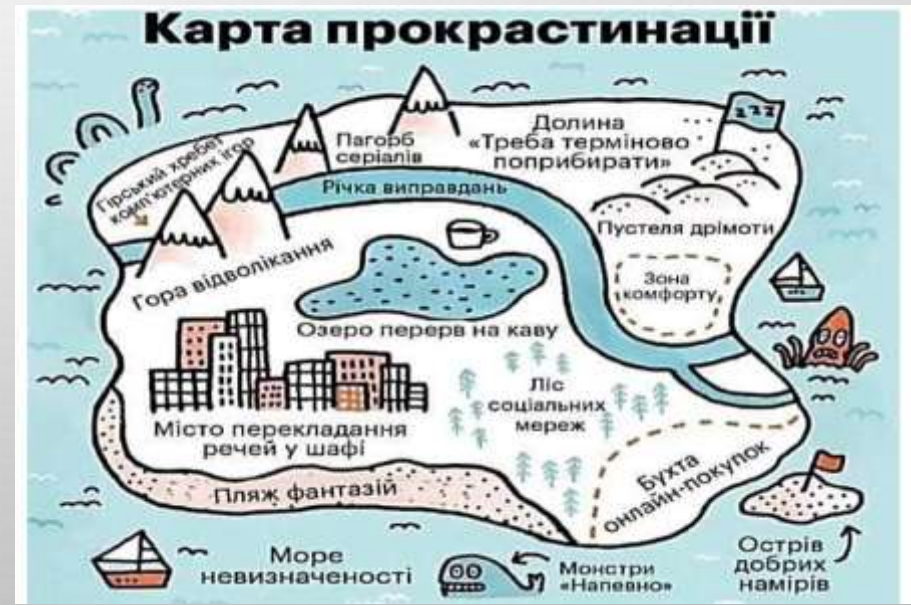 Карта прокрастинації
Гірський хребет
комп'ютерних ігор
Пагорб
серіалів
Долина
«Треба терміново
поприбирати»
zzz
Річка виправдань
Пустеля дрімоти
Гора відволікання
Зона
комфорту
Озеро перерв на каву
Ліс
соціальних
мереж
Місто перекладання
речей у шафі
Бухта
онлайн-покупок
Пляж фантазій
Море
невизначеності
Монстри
«Напевно»
Острів
добрих
намірів